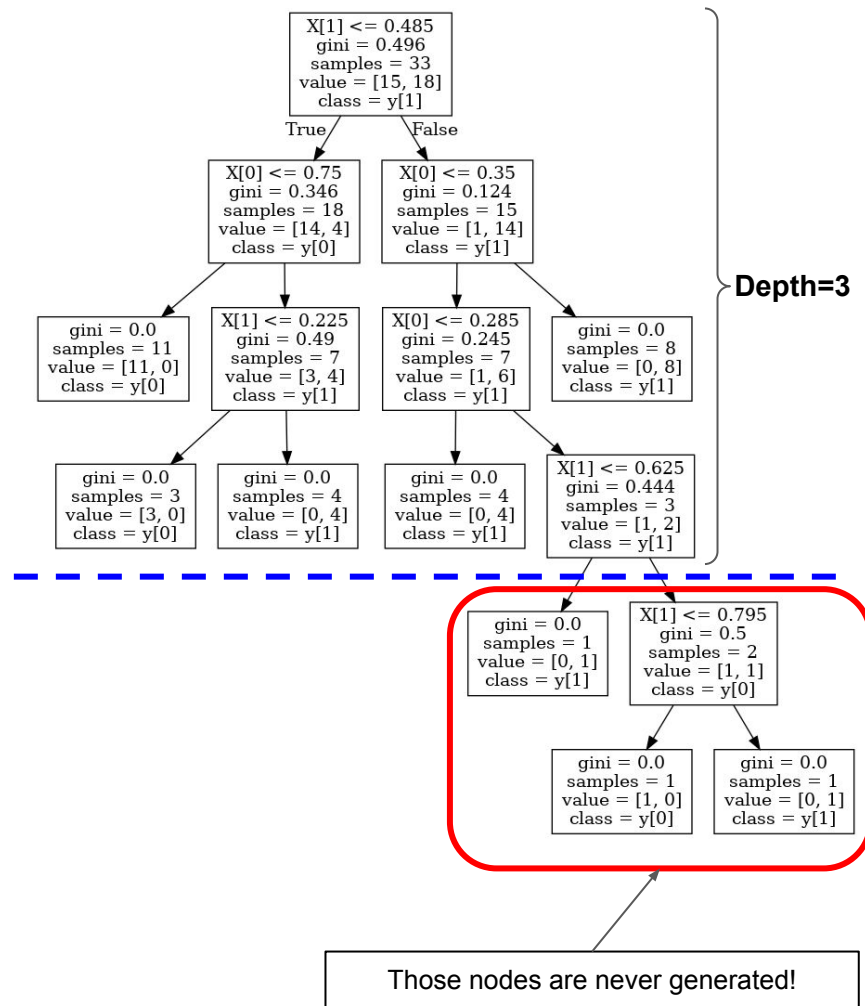 X[1] <= 0.485
gini = 0.496
samples = 33
value = [15, 18]
class = y[1]
True
False
X[0] <= 0.75
gini = 0.346
samples = 18
value = [14, 4]
class = y[0]
X[0] <= 0.35
gini = 0.124
samples = 15
value = [1, 14]
class = y[1]
Depth=3
gini = 0.0
samples = 11
value = [11, 0]
class = y[0]
X[1] <= 0.225
gini = 0.49
samples = 7
value = [3, 4]
class = y[1]
X[0] <= 0.285
gini = 0.245
samples = 7
value = [1, 6]
class = y[1]
gini = 0.0
samples = 8
value = [0, 8]
class = y[1]
gini = 0.0
samples = 3
value = [3, 0]
class = y[0]
gini = 0.0
samples = 4
value = [0, 4]
class = y[1]
gini = 0.0
samples = 4
value = [0, 4]
class = y[1]
X[1] <= 0.625
gini = 0.444
samples = 3
value = [1, 2]
class = y[1]
gini = 0.0
samples = 1
value = [0, 1]
class = y[1]
X[1] <= 0.795
gini = 0.5
samples = 2
value = [1, 1]
class = y[0]
gini = 0.0
samples = 1
value = [1, 0]
class = y[0]
gini = 0.0
samples = 1
value = [0, 1]
class = y[1]
Those nodes are never generated!